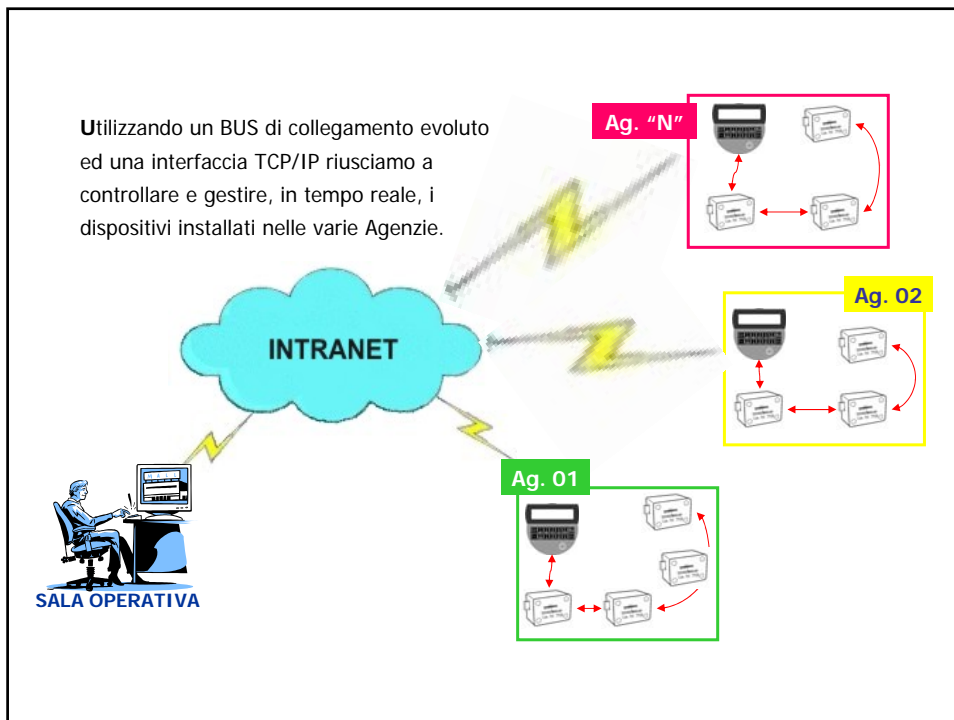 Utilizzando un BUS di collegamento evoluto
ed una interfaccia TCP/IP riusciamo a
controllare e gestire, in tempo reale, i
dispositivi installati nelle varie Agenzie.
Ag. “N”
Ag. 02
INTRANET
Ag. 01
SALA OPERATIVA